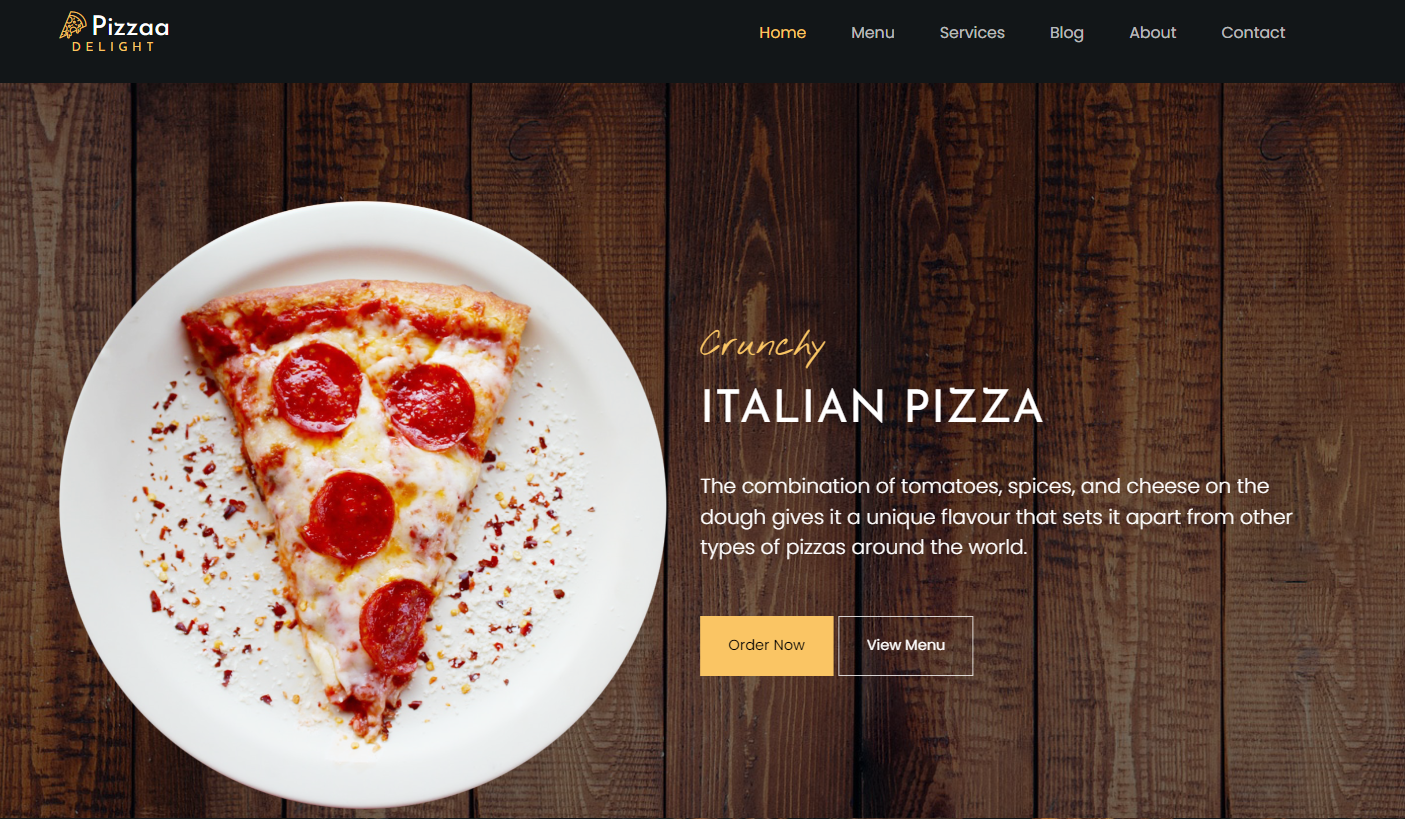 Pizzaa
DELIGHT
Home Menu Services Blog About Contact
Crunchy
ITALIAN PIZZA
The combination of tomatoes, spices, and cheese on the
dough gives it a unique flavour that sets it apart from other
types of pizzas around the world.
Order Now View Menu